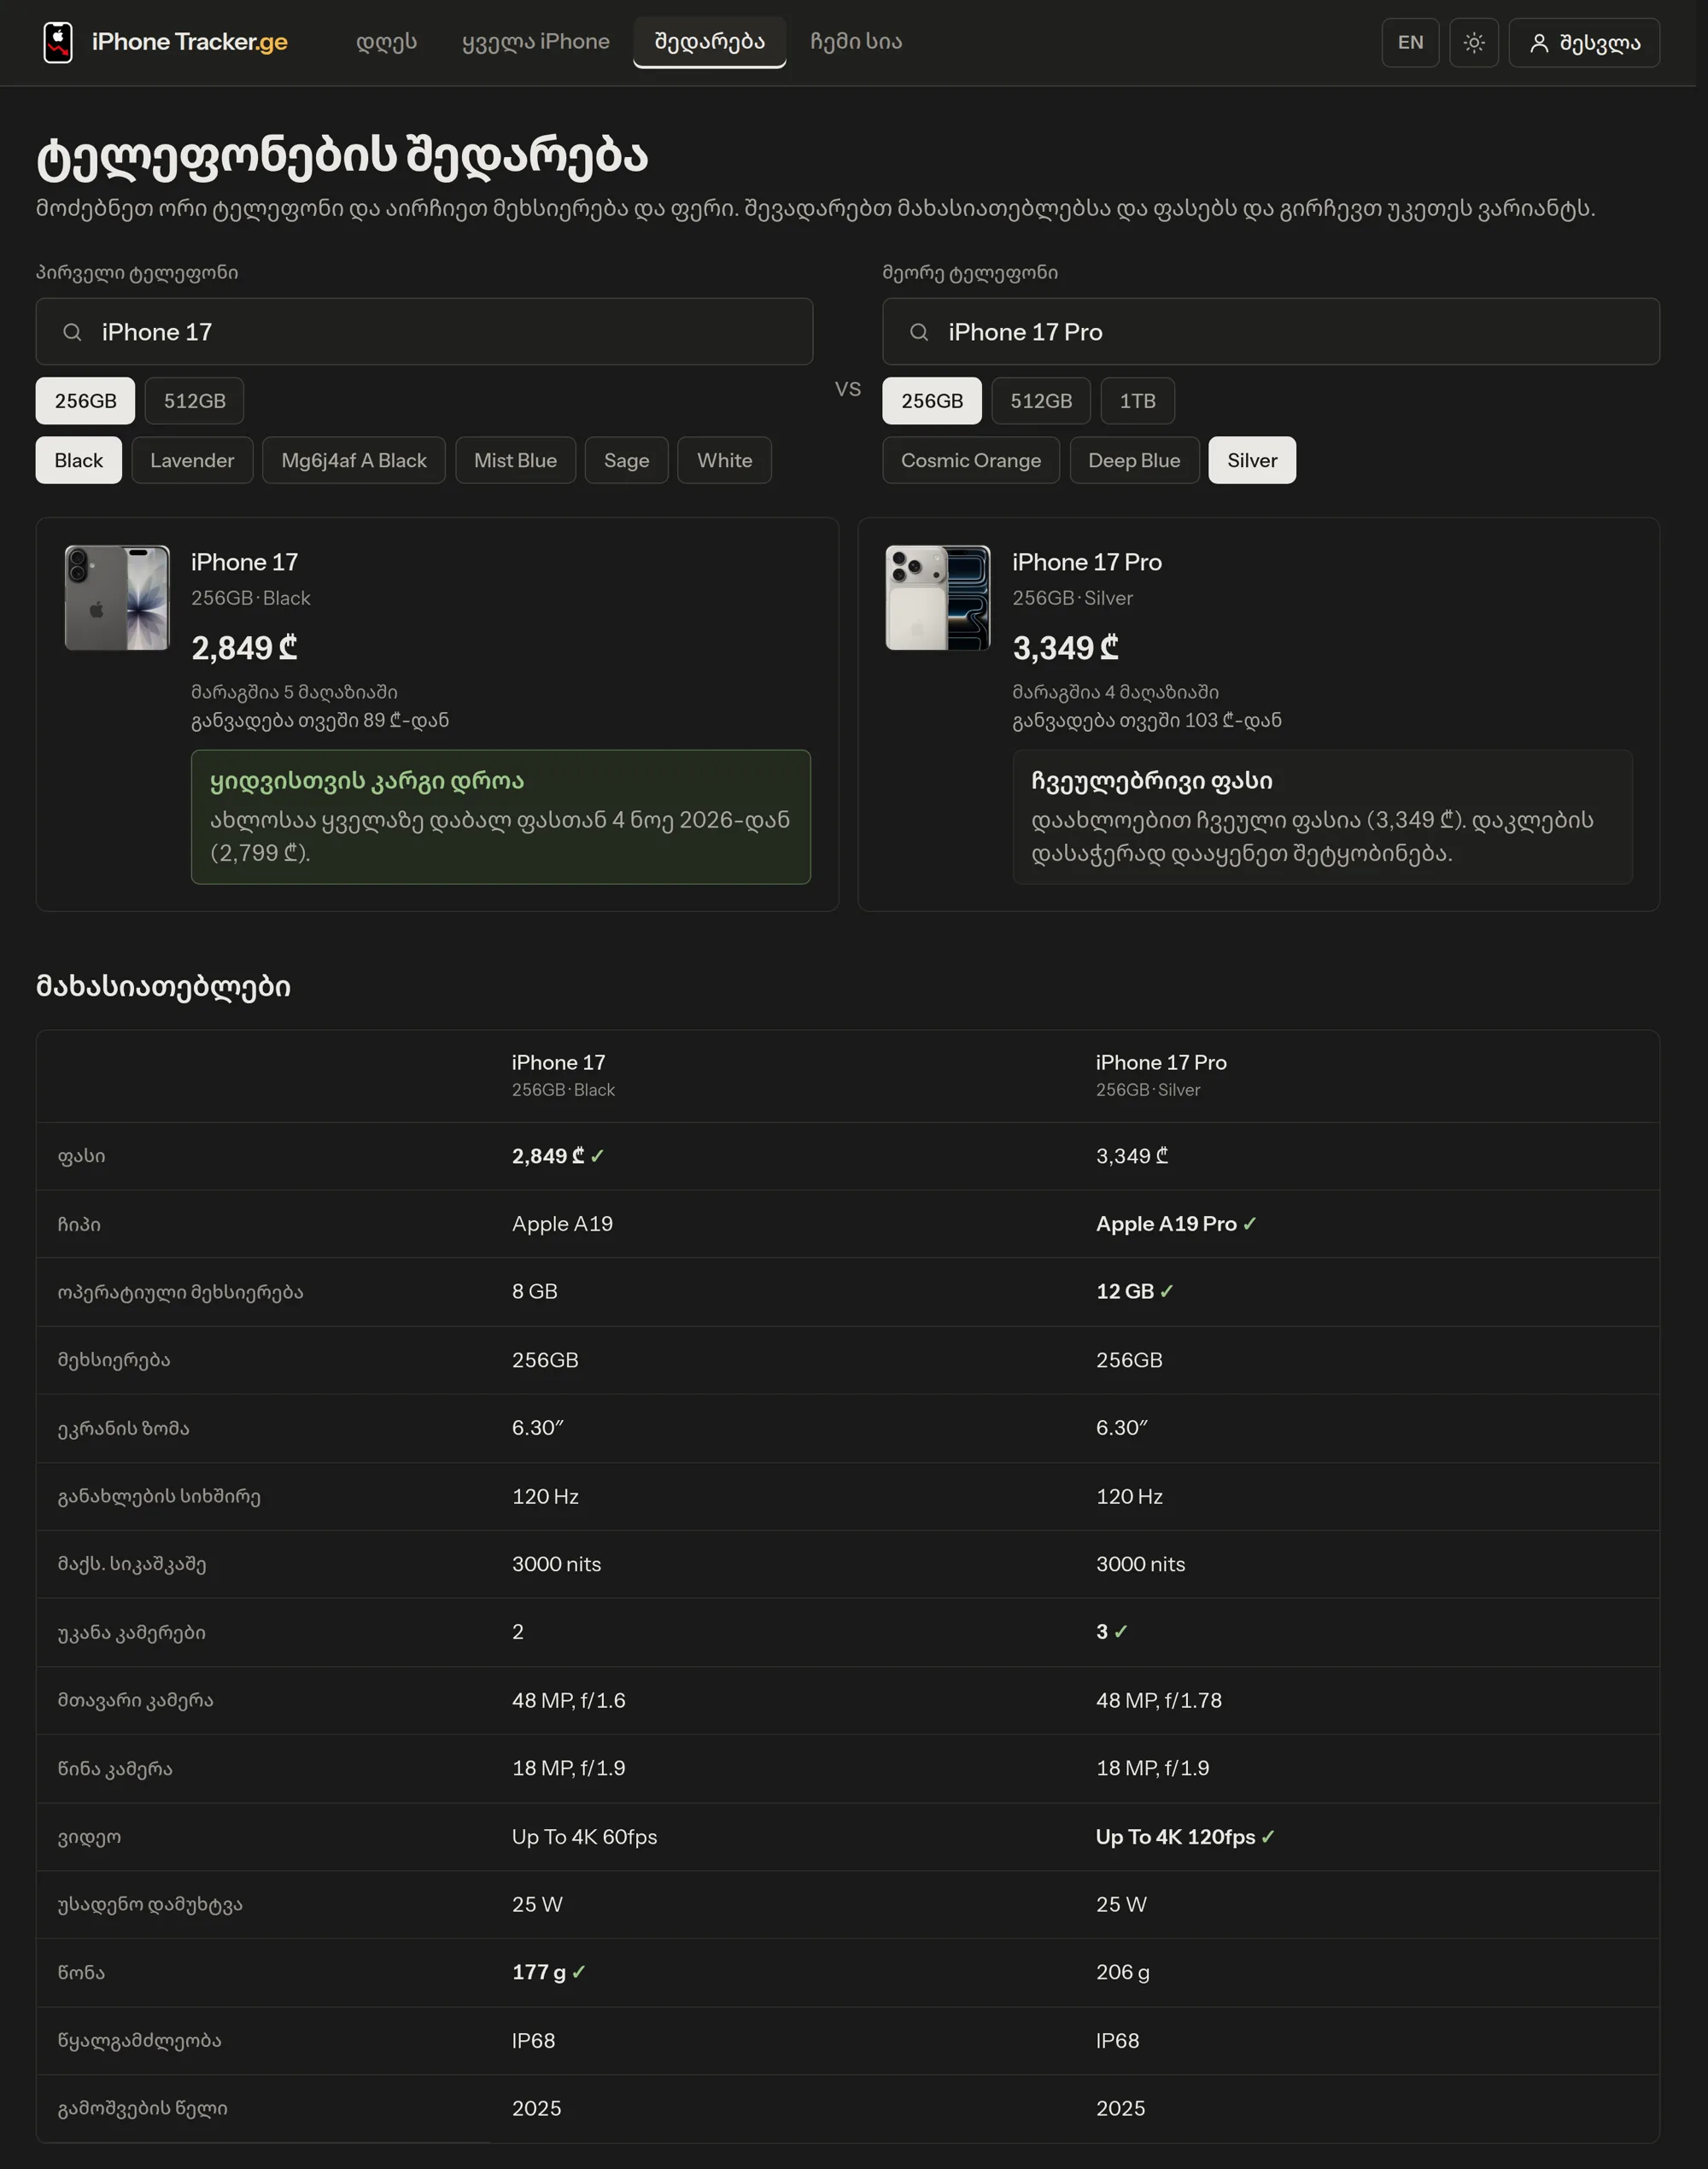 iPhone Tracker.ge
დღეს
ყველა iPhone
შედარება
ჩემი სია
EN
შესვლა
ტელეფონების შედარება
მოძებნეთ ორი ტელეფონი და აირჩიეთ მეხსიერება და ფერი. შევადარებთ მახასიათებლებსა და ფასებს და გირჩევთ უკეთეს ვარიანტს.
პირველი ტელეფონი
iPhone 17
256GB
512GB
Black
Lavender
Mg6j4af A Black
Mist Blue
Sage
White
VS
მეორე ტელეფონი
iPhone 17 Pro
256GB
512GB
1TB
Cosmic Orange
Deep Blue
Silver
iPhone 17
256GB · Black
2,849 ₾
მარაგშია 5 მაღაზიაში
განვადება თვეში 89 ₾-დან
ყიდვისთვის კარგი დროა
ახლოსაა ყველაზე დაბალ ფასთან 4 ნოე 2026-დან
(2,799 ₾).
iPhone 17 Pro
256GB · Silver
3,349 ₾
მარაგშია 4 მაღაზიაში
განვადება თვეში 103 ₾-დან
ჩვეულებრივი ფასი
დაახლოებით ჩვეული ფასია (3,349 ₾). დაკლების
დასაჭერად დააყენეთ შეტყობინება.
მახასიათებლები
iPhone 17
256GB · Black
iPhone 17 Pro
256GB · Silver
ფასი 2,849 ₾ ✓ 3,349 ₾
ჩიპი Apple A19 Apple A19 Pro ✓
ოპერატიული მეხსიერება 8 GB 12 GB ✓
მეხსიერება 256GB 256GB
ეკრანის ზომა 6.30″ 6.30″
განახლების სიხშირე 120 Hz 120 Hz
მაქს. სიკაშკაშე 3000 nits 3000 nits
უკანა კამერები 2 3 ✓
მთავარი კამერა 48 MP, f/1.6 48 MP, f/1.78
წინა კამერა 18 MP, f/1.9 18 MP, f/1.9
ვიდეო Up To 4K 60fps Up To 4K 120fps ✓
უსადენო დამუხტვა 25 W 25 W
წონა 177 g ✓ 206 g
წყალგამძლეობა IP68 IP68
გამოშვების წელი 2025 2025